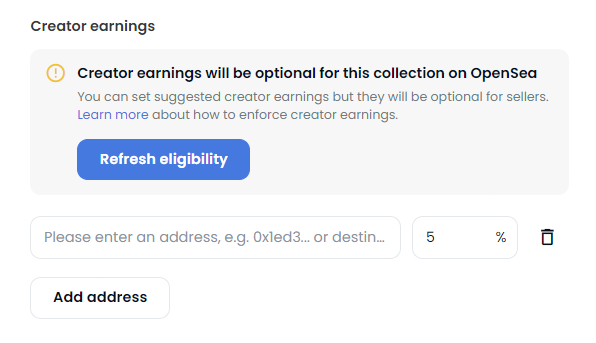 Creator earnings
Creator earnings will be optional for this collection on OpenSea
You can set suggested creator earnings but they will be optional for sellers.
Learn more about how to enforce creator earnings.
Refresh eligibility
Please enter an address, e.g. 0x1ed3... or destin...
5 %
Add address